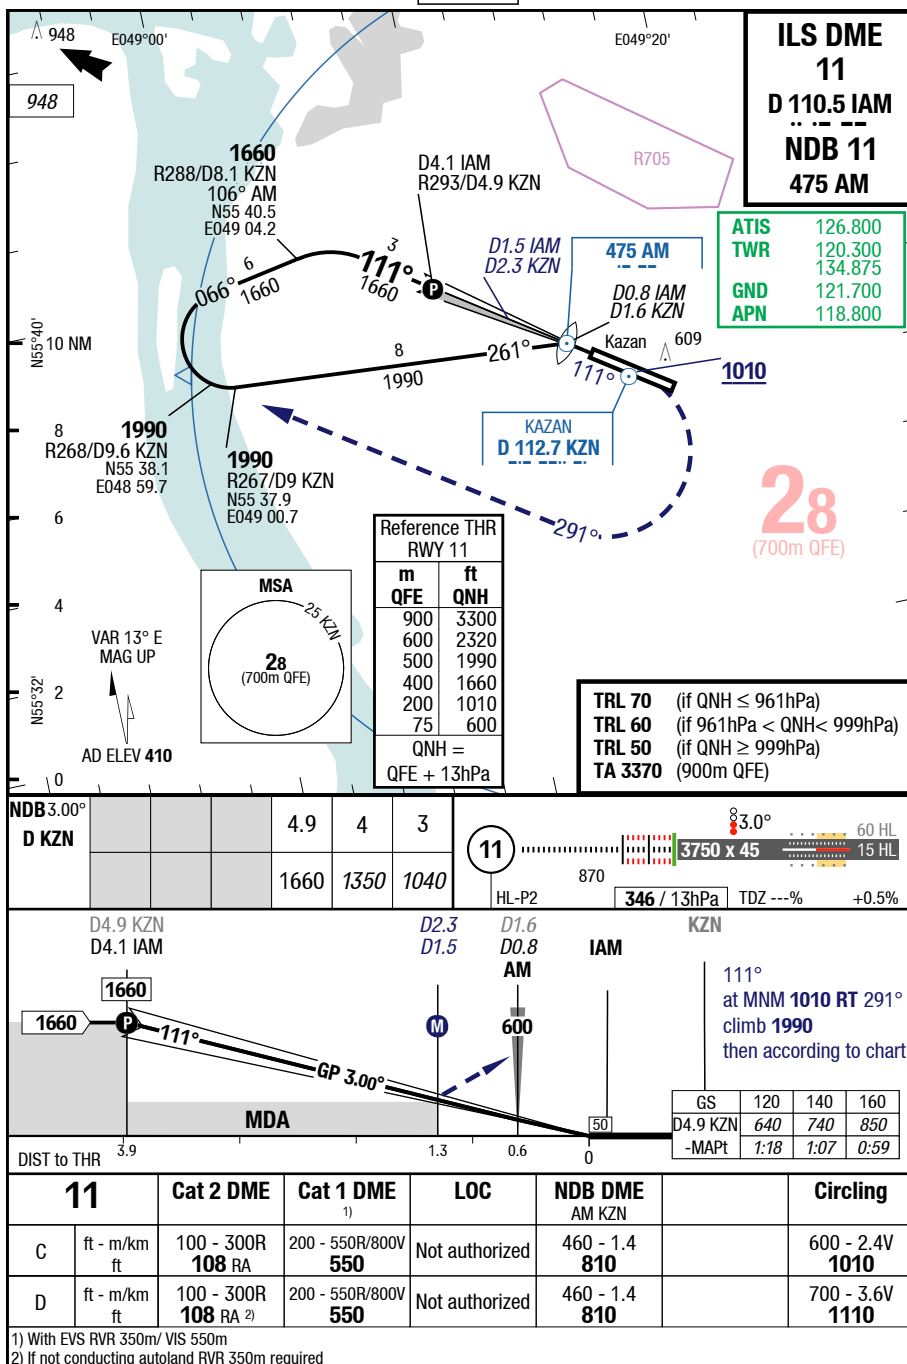 948
E049°00'
E049°20'
948
ILS DME
11
D 110.5 IAM
NDB 11
475 AM
R705
1660
R288/D8.1 KZN
106° AM
N55 40.5
E049 04.2
D4.1 IAM
R293/D4.9 KZN
ATIS 126.800
TWR 120.300
134.875
GND 121.700
APN 118.800
D1.5 IAM
D2.3 KZN
475 AM
D0.8 IAM
D1.6 KZN
3
111°
1660
6
066°
1660
P
N55°40'
10 NM
8
261°
1990
Kazan
609
111°
1010
KAZAN
D 112.7 KZN
1990
R268/D9.6 KZN
N55 38.1
E048 59.7
1990
R267/D9 KZN
N55 37.9
E049 00.7
8
6
4
2
0
291°
28
(700m QFE)
Reference THR
RWY 11
m ft
QFE QNH
900 3300
600 2320
500 1990
400 1660
200 1010
75 600
QNH =
QFE + 13hPa
MSA
25 KZN
28
(700m QFE)
VAR 13° E
MAG UP
N55°32'
AD ELEV 410
TRL 70 (if QNH ≤ 961hPa)
TRL 60 (if 961hPa < QNH< 999hPa)
TRL 50 (if QNH ≥ 999hPa)
TA 3370 (900m QFE)
NDB 3.00°
D KZN
4.9 4 3
1660 1350 1040
11
3.0°
3750 x 45
60 HL
15 HL
870
HL-P2
346 / 13hPa TDZ ---% +0.5%
D4.9 KZN D2.3 D1.6 KZN
D4.1 IAM D1.5 D0.8 IAM
AM
1660
1660
P
111°
GP 3.00°
M
600
50
MDA
111°
at MNM 1010 RT 291°
climb 1990
then according to chart
GS 120 140 160
D4.9 KZN 640 740 850
-MAPt 1:18 1:07 0:59
DIST to THR 3.9 1.3 0.6 0
11 Cat 2 DME Cat 1 DME LOC NDB DME Circling
1) AM KZN
C ft - m/km 100 - 300R 200 - 550R/800V Not authorized 460 - 1.4 600 - 2.4V
ft 108 RA 550 810 1010
D ft - m/km 100 - 300R 200 - 550R/800V Not authorized 460 - 1.4 700 - 3.6V
ft 108 RA 2) 550 810 1110
1) With EVS RVR 350m/ VIS 550m
2) If not conducting autoland RVR 350m required